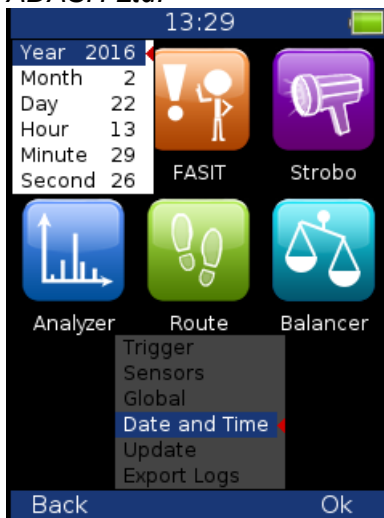 13:29
Year 2016
Month 2
Day 22
Hour 13
Minute 29
Second 26
FASIT
Strobo
Analyzer
Route
Balancer
Trigger
Sensors
Global
Date and Time
Update
Export Logs
Back
Ok